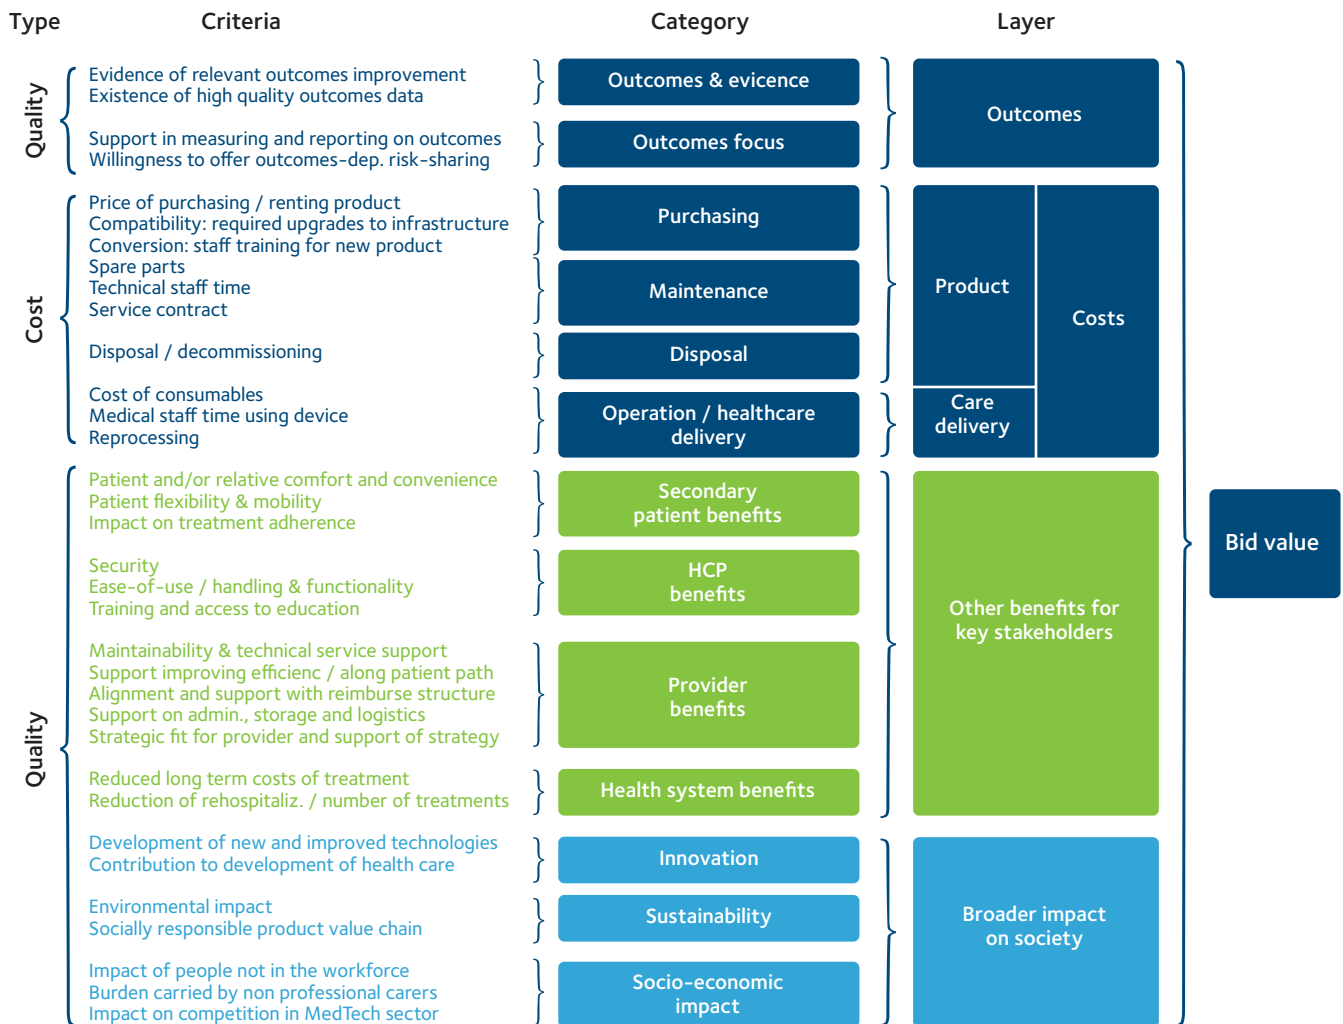 Type Criteria Category Layer
Quality
Evidence of relevant outcomes improvement
Existence of high quality outcomes data
Outcomes & evicence
Support in measuring and reporting on outcomes
Willingness to offer outcomes-dep. risk-sharing
Outcomes focus
Outcomes
Cost
Price of purchasing / renting product
Compatibility: required upgrades to infrastructure
Conversion: staff training for new product
Purchasing
Spare parts
Technical staff time
Service contract
Maintenance
Disposal / decommissioning
Disposal
Product
Cost of consumables
Medical staff time using device
Reprocessing
Operation / healthcare
delivery
Care
delivery
Costs
Quality
Patient and/or relative comfort and convenience
Patient flexibility & mobility
Impact on treatment adherence
Secondary
patient benefits
Security
Ease-of-use / handling & functionality
Training and access to education
HCP
benefits
Maintainability & technical service support
Support improving efficienc / along patient path
Alignment and support with reimburse structure
Support on admin., storage and logistics
Strategic fit for provider and support of strategy
Provider
benefits
Reduced long term costs of treatment
Reduction of rehospitaliz. / number of treatments
Health system benefits
Other benefits for
key stakeholders
Development of new and improved technologies
Contribution to development of health care
Innovation
Environmental impact
Socially responsible product value chain
Sustainability
Impact of people not in the workforce
Burden carried by non professional carers
Impact on competition in MedTech sector
Socio-economic
impact
Broader impact
on society
Bid value